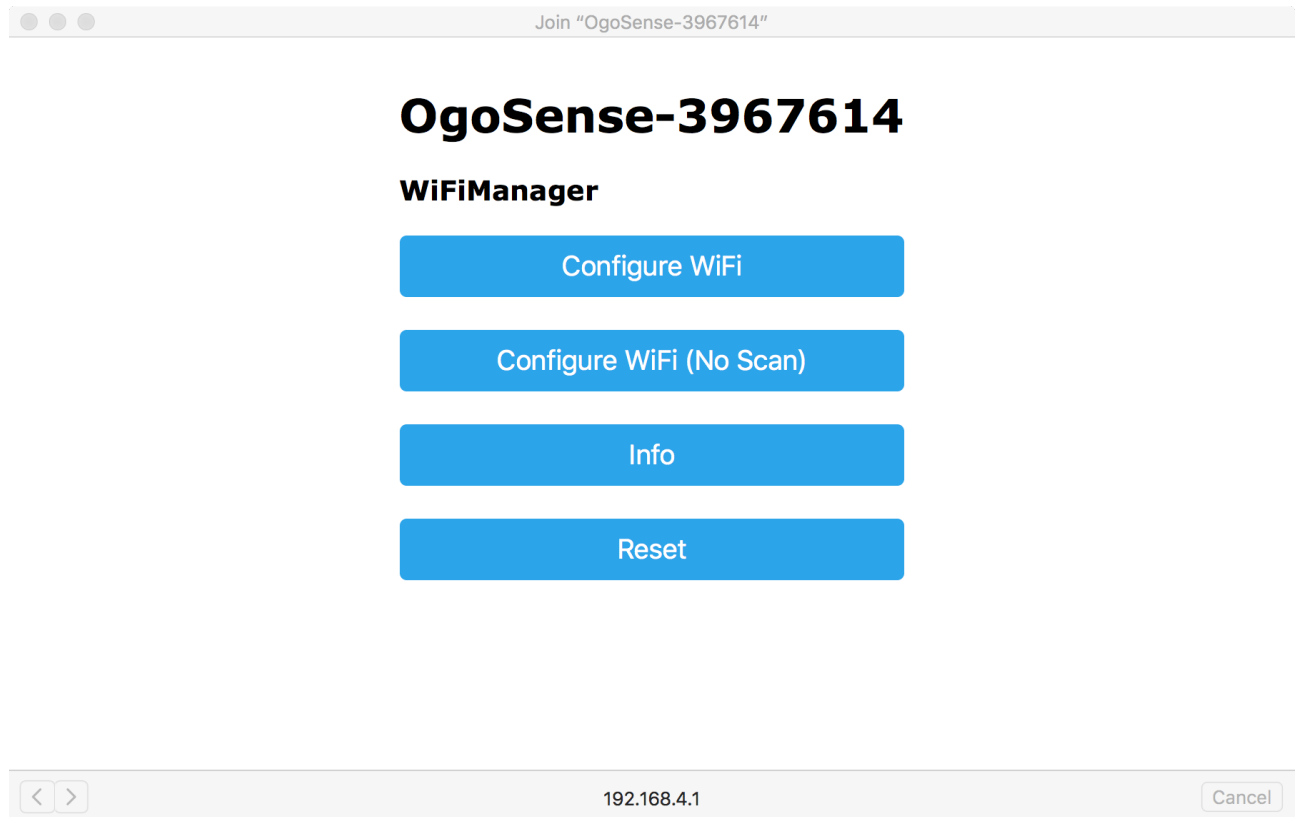 Join “OgoSense-3967614”
OgoSense-3967614
WiFiManager
Configure WiFi
Configure WiFi (No Scan)
Info
Reset
192.168.4.1
Cancel